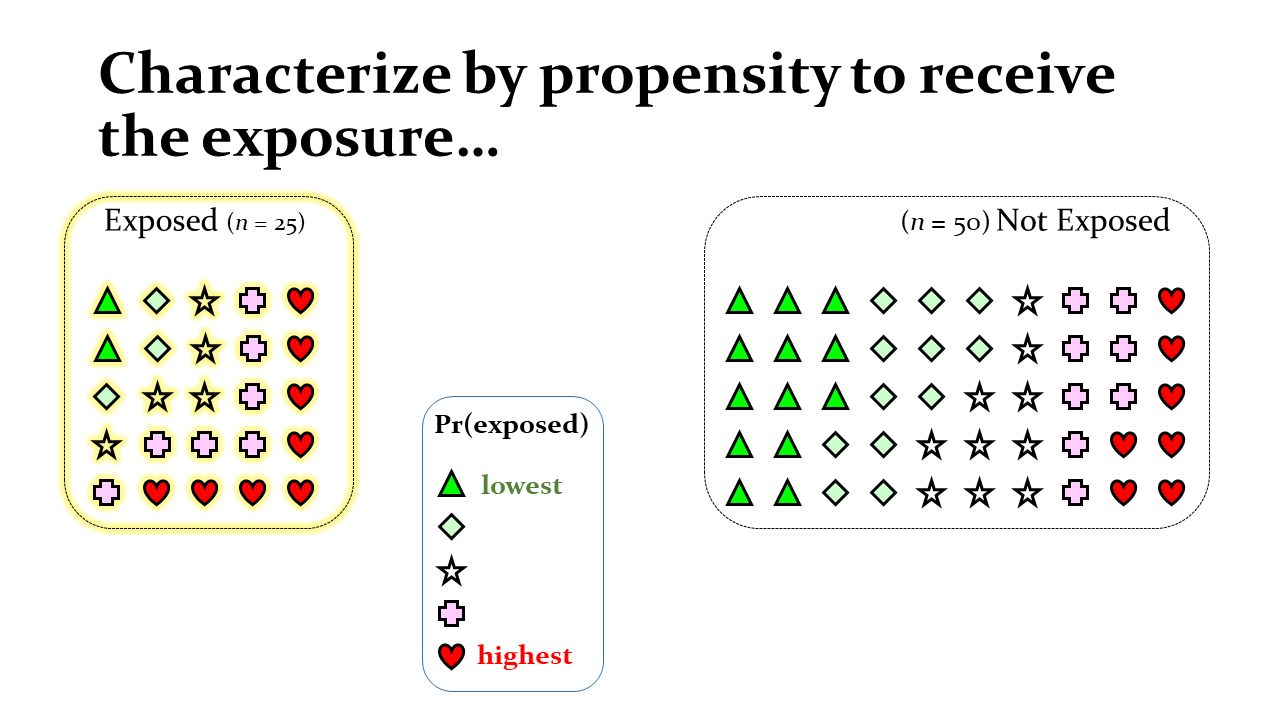 Characterize by propensity to receive
the exposure…
Exposed (n = 25)
(n = 50) Not Exposed
Pr(exposed)
lowest
highest